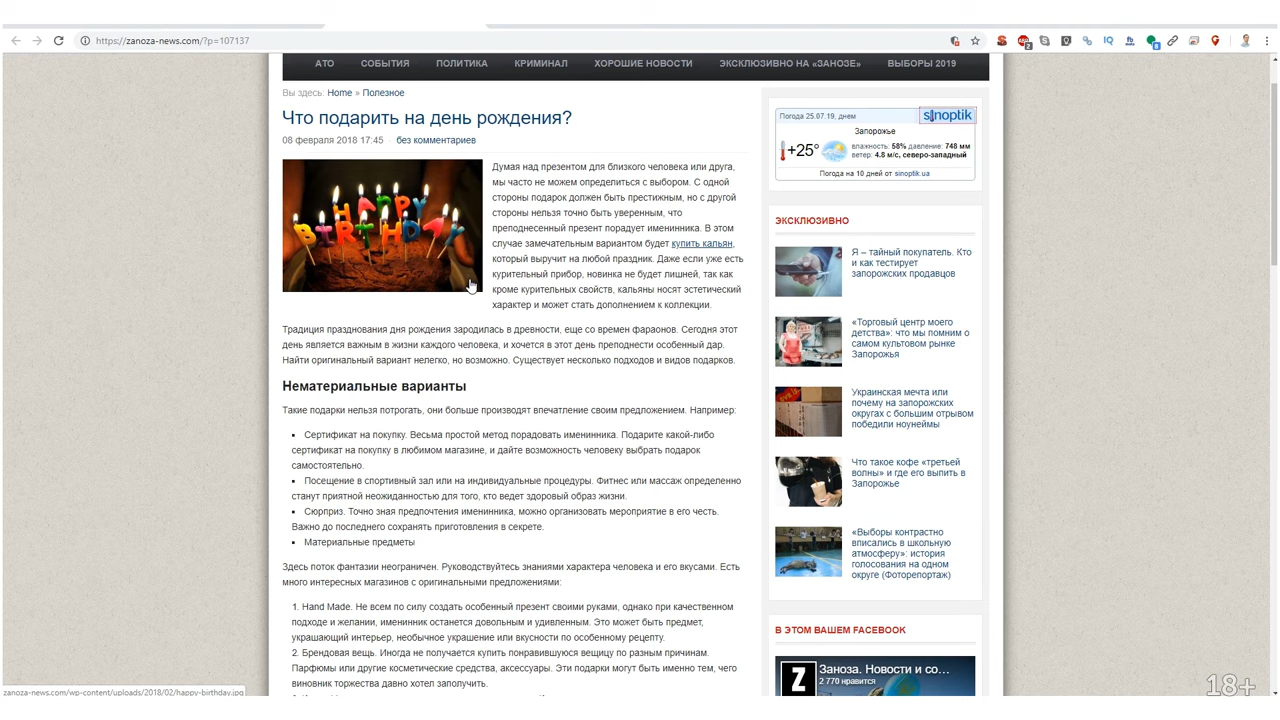 https://zanoza-news.com/?p=107137
АТО СОБЫТИЯ ПОЛИТИКА КРИМИНАЛ ХОРОШИЕ НОВОСТИ ЭКСКЛЮЗИВНО НА «ЗАНОЗЕ» ВЫБОРЫ 2019
Вы здесь: Home » Полезное
Что подарить на день рождения?
08 февраля 2018 17:45 без комментариев
HAPPY
BIRTHDAY
Думая над презентом для близкого человека или друга,
мы часто не можем определиться с выбором. С одной
стороны подарок должен быть престижным, но с другой
стороны нельзя точно быть уверенным, что
преподнесенный презент порадует именинника. В этом
случае замечательным вариантом будет купить кальян,
который выручит на любой праздник. Даже если уже есть
курительный прибор, новинка не будет лишней, так как
кроме курительных свойств, кальяны носят эстетический
характер и может стать дополнением к коллекции.
Традиция празднования дня рождения зародилась в древности, еще со времен фараонов. Сегодня этот
день является важным в жизни каждого человека, и хочется в этот день преподнести особенный дар.
Найти оригинальный вариант нелегко, но возможно. Существует несколько подходов и видов подарков.
Нематериальные варианты
Такие подарки нельзя потрогать, они больше производят впечатление своим предложением. Например:
• Сертификат на покупку. Весьма простой метод порадовать именинника. Подарите какой-либо
сертификат на покупку в любимом магазине, и дайте возможность человеку выбрать подарок
самостоятельно.
• Посещение в спортивный зал или на индивидуальные процедуры. Фитнес или массаж определенно
станут приятной неожиданностью для того, кто ведет здоровый образ жизни.
• Сюрприз. Точно зная предпочтения именинника, можно организовать мероприятие в его честь.
Важно до последнего сохранять приготовления в секрете.
• Материальные предметы
Здесь поток фантазии неограничен. Руководствуйтесь знаниями характера человека и его вкусами. Есть
много интересных магазинов с оригинальными предложениями:
1. Hand Made. Не всем по силу создать особенный презент своими руками, однако при качественном
подходе и желании, именинник останется довольным и удивленным. Это может быть предмет,
украшающий интерьер, необычное украшение или вкусности по особенному рецепту.
2. Брендовая вещь. Иногда не получается купить понравившуюся вещицу по разным причинам.
Парфюмы или другие косметические средства, аксессуары. Эти подарки могут быть именно тем, чего
виновник торжества давно хотел заполучить.
Погода 25.07.19, днем sinoptik
Запорожье
+25°
влажность: 58% давление: 748 мм
ветер: 4.8 м/с, северо-западный
Погода на 10 дней от sinoptik.ua
ЭКСКЛЮЗИВНО
Я – тайный покупатель. Кто
и как тестирует
запорожских продавцов
«Торговый центр моего
детства»: что мы помним о
самом культовом рынке
Запорожья
Украинская мечта или
почему на запорожских
округах с большим отрывом
победили ноунеймы
Что такое кофе «третьей
волны» и где его выпить в
Запорожье
«Выборы контрастно
вписались в школьную
атмосферу»: история
голосования на одном
округе (Фоторепортаж)
В ЭТОМ ВАШЕМ FACEBOOK
Z
Заноза. Новости и со...
2 770 нравится
zanoza-news.com/wp-content/uploads/2018/02/happy-birthday.jpg
18+